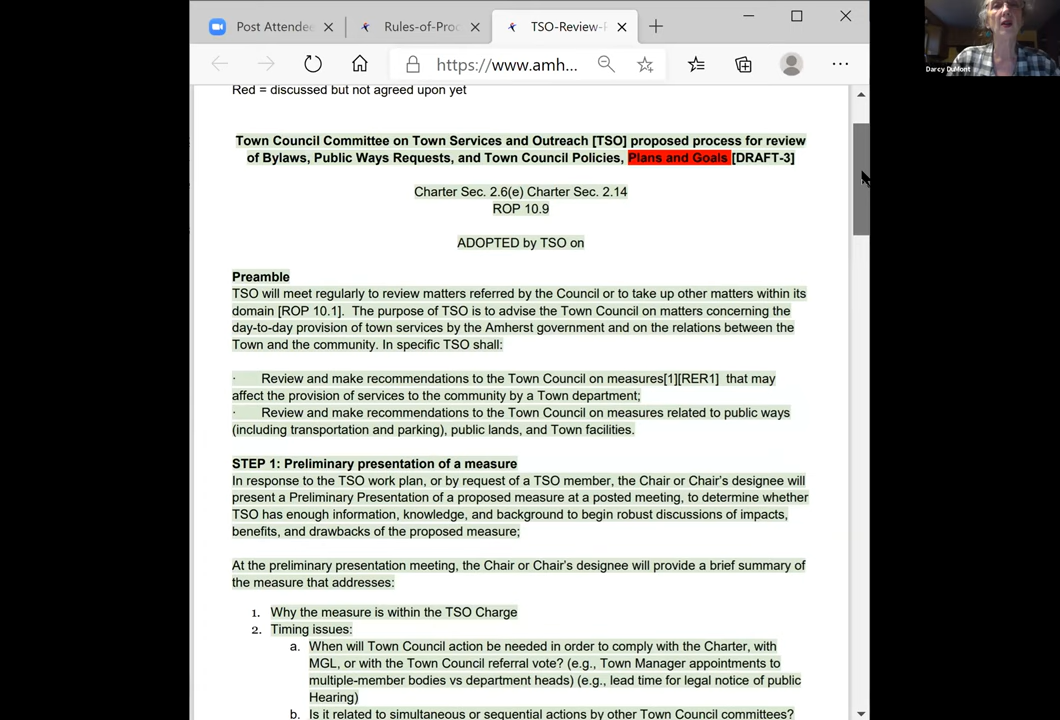 Post Attendee
Rules-of-Proc
TSO-Review-P
https://www.amh...
Darcy DuMont
Red = discussed but not agreed upon yet
Town Council Committee on Town Services and Outreach [TSO] proposed process for review
of Bylaws, Public Ways Requests, and Town Council Policies, Plans and Goals [DRAFT-3]
Charter Sec. 2.6(e) Charter Sec. 2.14
ROP 10.9
ADOPTED by TSO on
Preamble
TSO will meet regularly to review matters referred by the Council or to take up other matters within its
domain [ROP 10.1].  The purpose of TSO is to advise the Town Council on matters concerning the
day-to-day provision of town services by the Amherst government and on the relations between the
Town and the community. In specific TSO shall:
· Review and make recommendations to the Town Council on measures[1][RER1]  that may
affect the provision of services to the community by a Town department;
· Review and make recommendations to the Town Council on measures related to public ways
(including transportation and parking), public lands, and Town facilities.
STEP 1: Preliminary presentation of a measure
In response to the TSO work plan, or by request of a TSO member, the Chair or Chair's designee will
present a Preliminary Presentation of a proposed measure at a posted meeting, to determine whether
TSO has enough information, knowledge, and background to begin robust discussions of impacts,
benefits, and drawbacks of the proposed measure;
At the preliminary presentation meeting, the Chair or Chair's designee will provide a brief summary of
the measure that addresses:
1. Why the measure is within the TSO Charge
2. Timing issues:
a. When will Town Council action be needed in order to comply with the Charter, with
MGL, or with the Town Council referral vote? (e.g., Town Manager appointments to
multiple-member bodies vs department heads) (e.g., lead time for legal notice of public
Hearing)
b. Is it related to simultaneous or sequential actions by other Town Council committees?